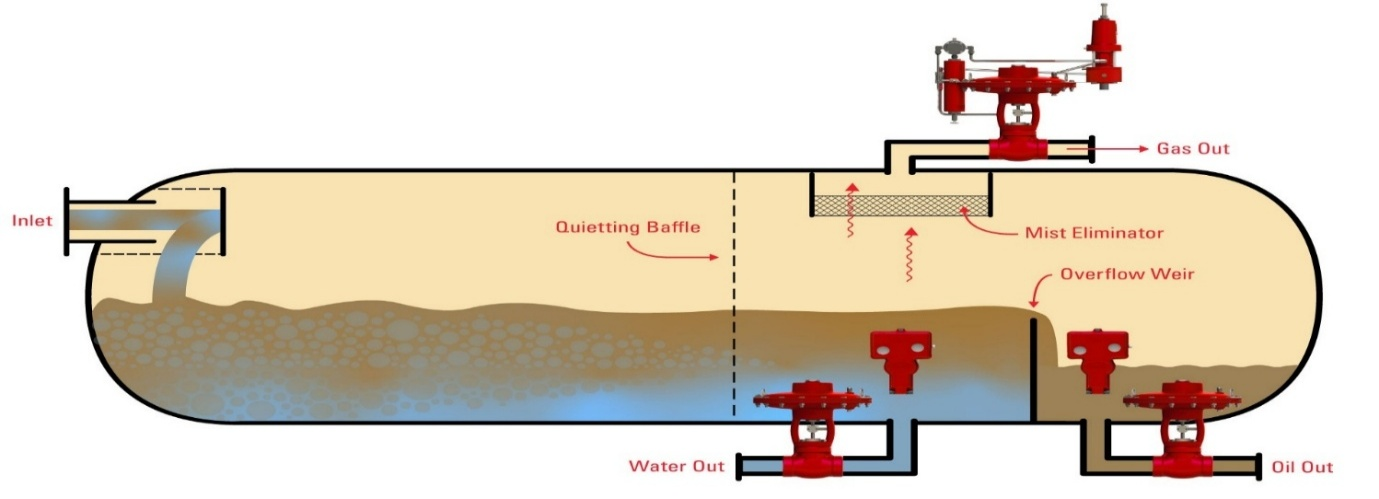 Gas Out
Inlet
Quietting Baffle
Mist Eliminator
Overflow Weir
Water Out
Oil Out